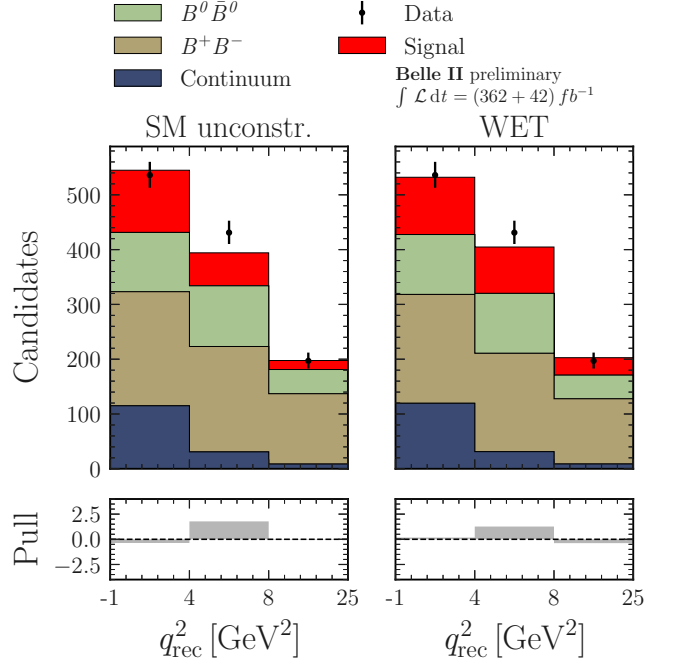 B⁰B̄⁰
Data
B⁺B⁻
Signal
Continuum
Belle II preliminary
∫ ℒ dt = (362 + 42) fb⁻¹
SM unconstr.
WET
Candidates
500
400
300
200
100
0
Pull
2.5
0.0
−2.5
-1 4 8 25
-1 4 8 25
q²rec [GeV²]
q²rec [GeV²]